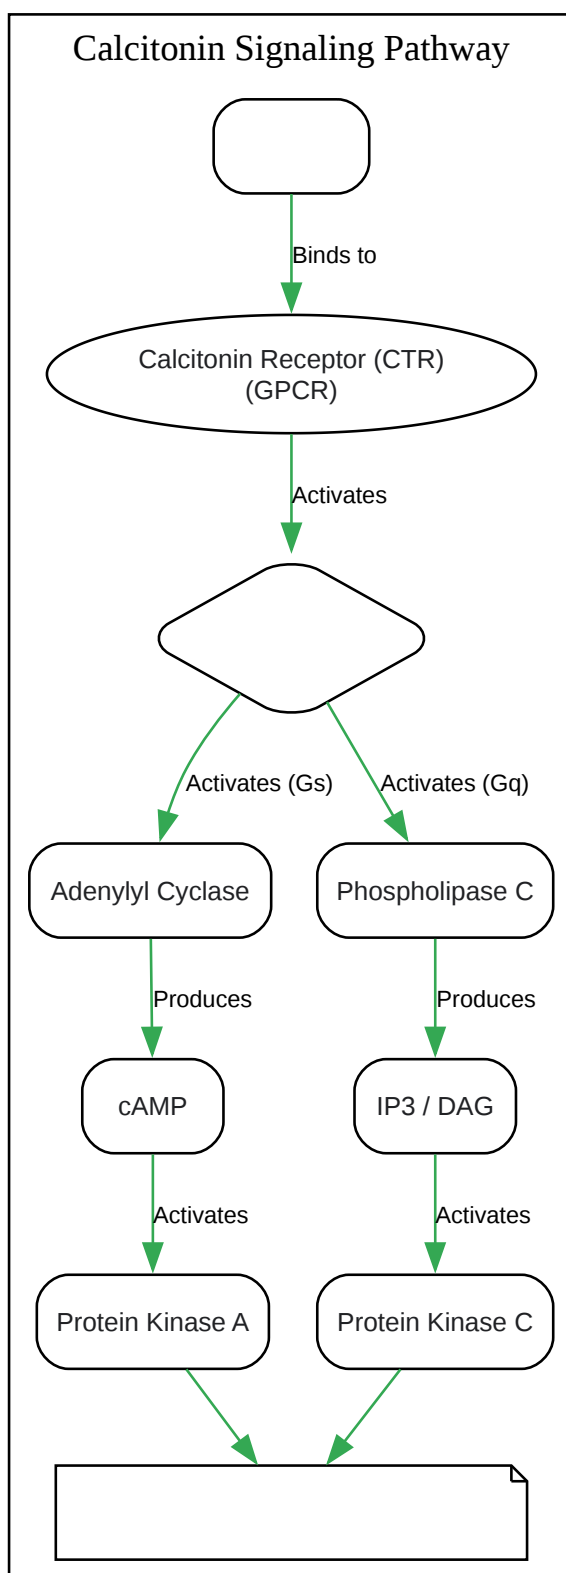 Calcitonin Signaling Pathway
Binds to
Calcitonin Receptor (CTR)
(GPCR)
Activates
Activates (Gs)
Activates (Gq)
Adenylyl Cyclase
Phospholipase C
Produces
Produces
cAMP
IP3 / DAG
Activates
Activates
Protein Kinase A
Protein Kinase C